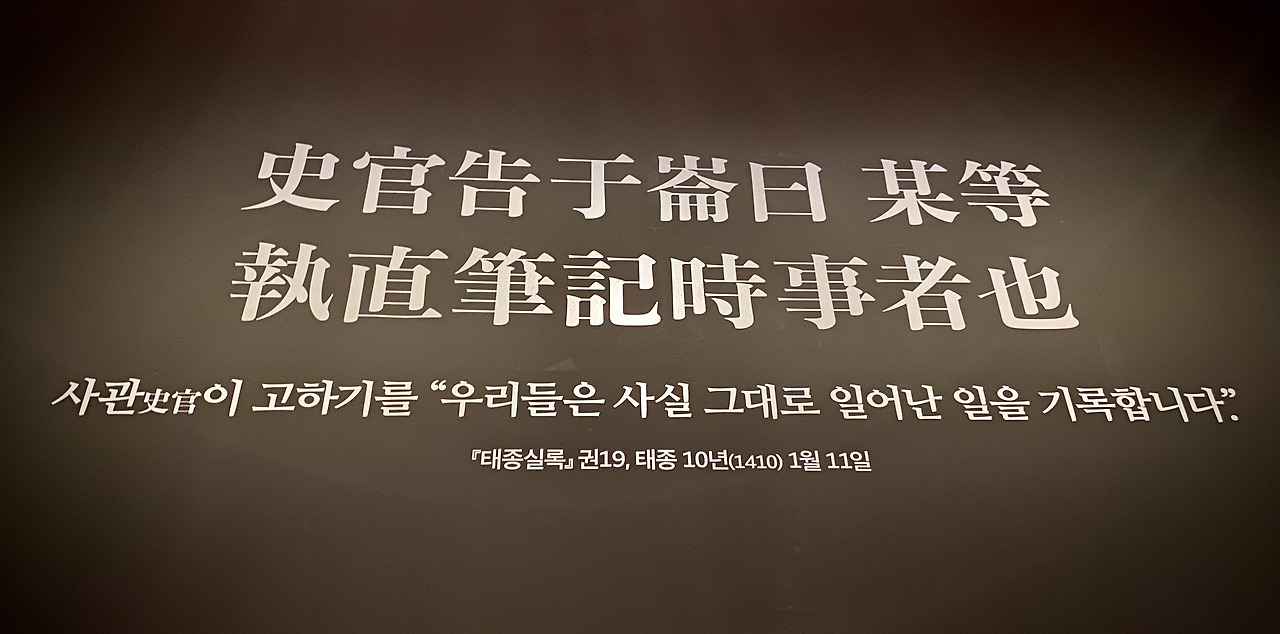 史官告于崙曰 某等
執直筆記時事者也
사관史官이 고하기를 “우리들은 사실 그대로 일어난 일을 기록합니다”.
『태종실록』 권19, 태종 10년(1410) 1월 11일